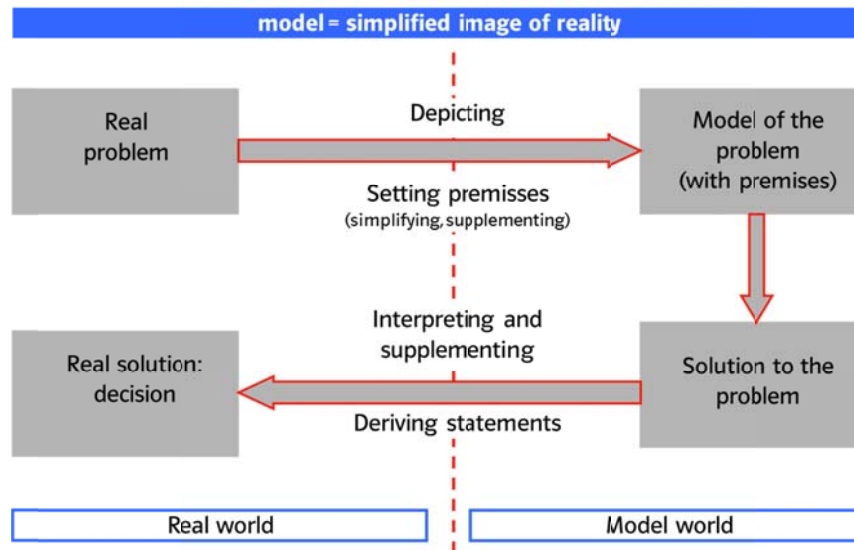 model = simplified image of reality
Real
problem
Depicting
Setting premisses
(simplifying, supplementing)
Model of the
problem
(with premises)
Real solution:
decision
Interpreting and
supplementing
Deriving statements
Solution to the
problem
Real world
Model world